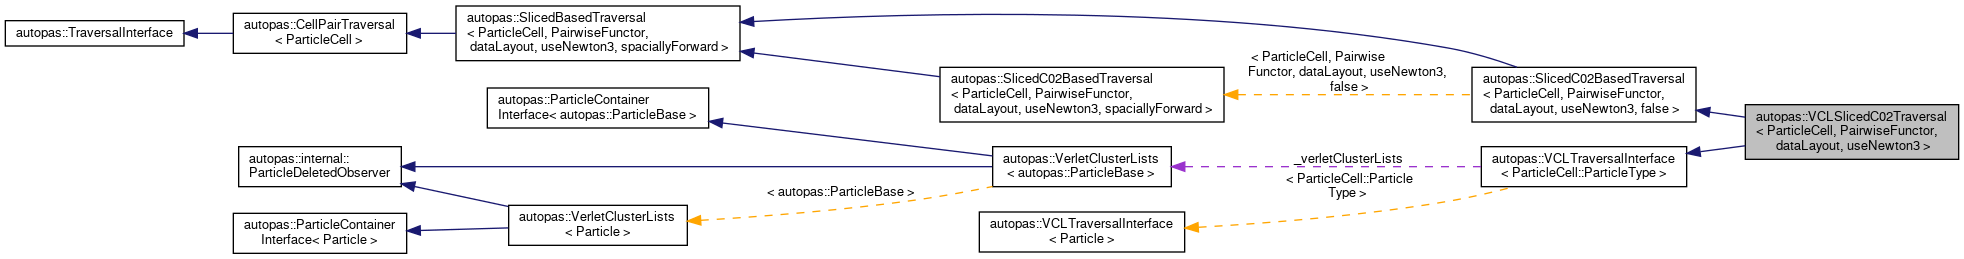 autopas::TraversalInterface
autopas::CellPairTraversal
< ParticleCell >
autopas::SlicedBasedTraversal
< ParticleCell, PairwiseFunctor,
dataLayout, useNewton3, spaciallyForward >
autopas::SlicedC02BasedTraversal
< ParticleCell, PairwiseFunctor,
dataLayout, useNewton3, spaciallyForward >
< ParticleCell, Pairwise
Functor, dataLayout, useNewton3,
false >
autopas::SlicedC02BasedTraversal
< ParticleCell, PairwiseFunctor,
dataLayout, useNewton3, false >
autopas::VCLSlicedC02Traversal
< ParticleCell, PairwiseFunctor,
dataLayout, useNewton3 >
autopas::ParticleContainer
Interface< autopas::ParticleBase >
autopas::internal::
ParticleDeletedObserver
autopas::VerletClusterLists
< autopas::ParticleBase >
_verletClusterLists
autopas::VCLTraversalInterface
< ParticleCell::ParticleType >
< autopas::ParticleBase >
< ParticleCell::Particle
Type >
autopas::ParticleContainer
Interface< Particle >
autopas::VerletClusterLists
< Particle >
autopas::VCLTraversalInterface
< Particle >